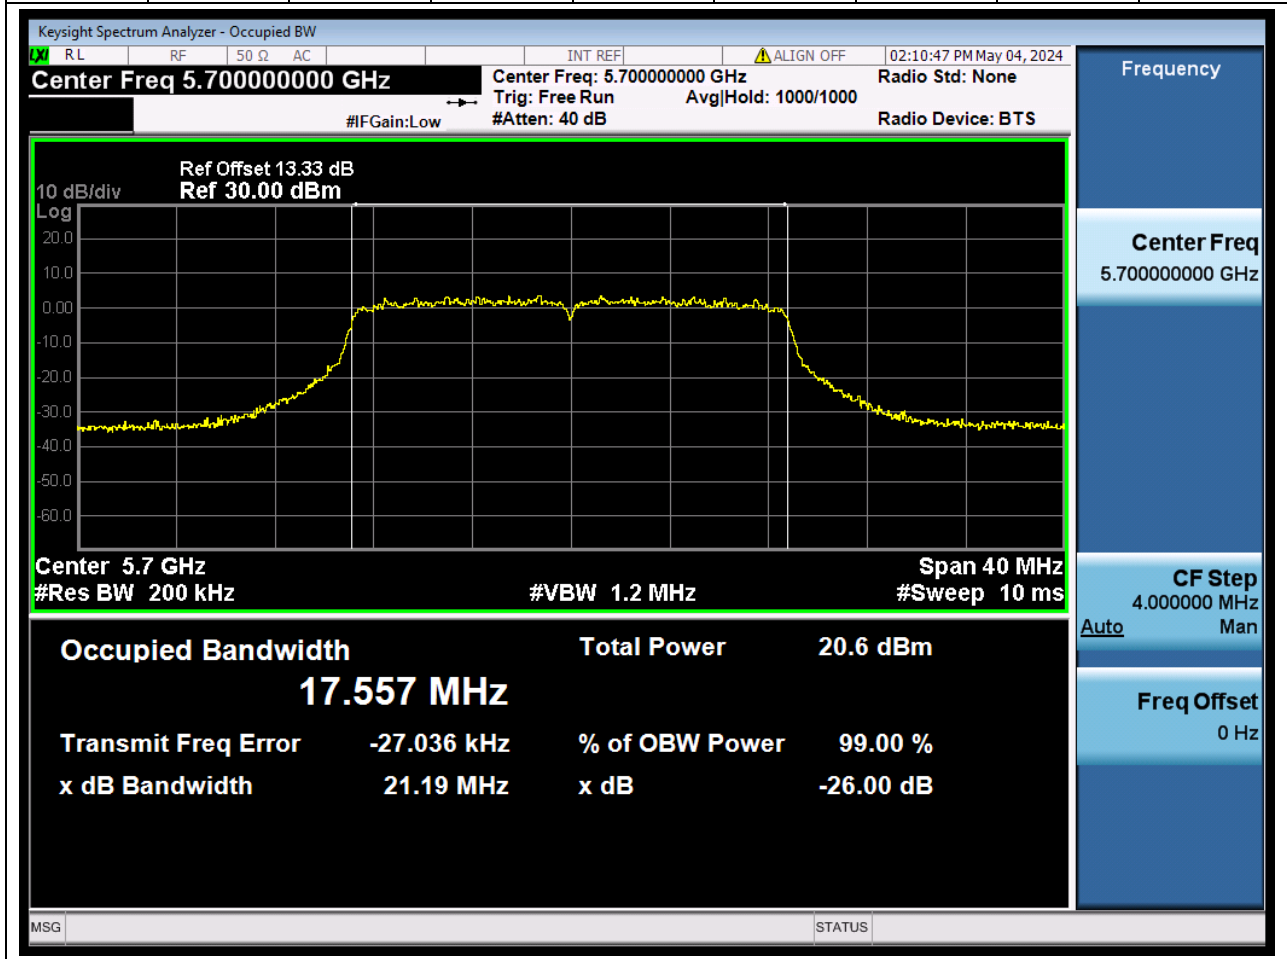 Keysight Spectrum Analyzer - Occupied BW
LXI RL RF 50 Ω AC INT REF ALIGN OFF 02:10:47 PM May 04, 2024
Center Freq 5.700000000 GHz
Center Freq: 5.700000000 GHz
Radio Std: None
Trig: Free Run Avg|Hold: 1000/1000
#IFGain:Low
#Atten: 40 dB
Radio Device: BTS
Ref Offset 13.33 dB
10 dB/div Ref 30.00 dBm
Log
20.0
10.0
0.00
-10.0
-20.0
-30.0
-40.0
-50.0
-60.0
Center 5.7 GHz Span 40 MHz
#Res BW 200 kHz #VBW 1.2 MHz #Sweep 10 ms
Occupied Bandwidth Total Power 20.6 dBm
17.557 MHz
Transmit Freq Error -27.036 kHz % of OBW Power 99.00 %
x dB Bandwidth 21.19 MHz x dB -26.00 dB
MSG STATUS
Frequency
Center Freq
5.700000000 GHz
CF Step
4.000000 MHz
Auto Man
Freq Offset
0 Hz